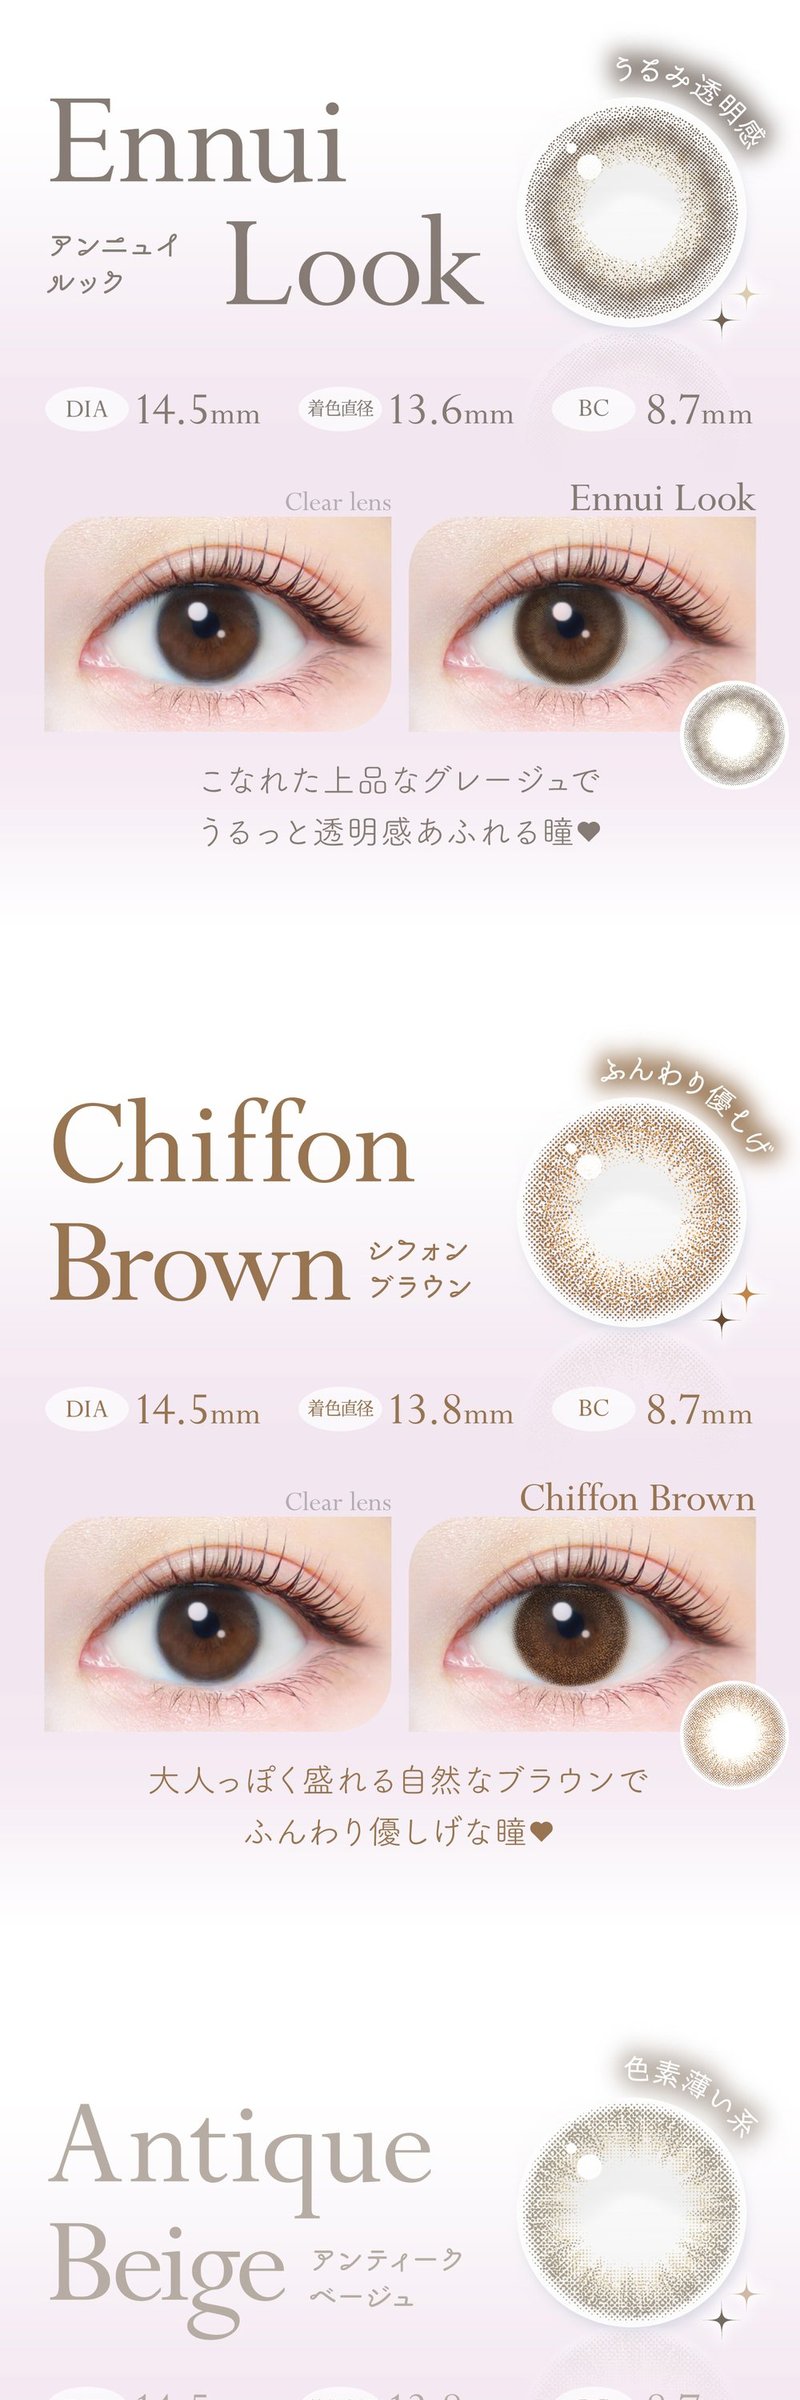 うるみ透明感
Ennui
Look
アンニュイ
ルック
DIA 14.5mm 着色直径 13.6mm BC 8.7mm
Clear lens
Ennui Look
こなれた上品なグレージュで
うるっと透明感あふれる瞳♥
ふんわり優しげ
Chiffon
Brown
シフォン
ブラウン
DIA 14.5mm 着色直径 13.8mm BC 8.7mm
Clear lens
Chiffon Brown
大人っぽく盛れる自然なブラウンで
ふんわり優しげな瞳♥
色素薄い系
Antique
Beige
アンティーク
ベージュ